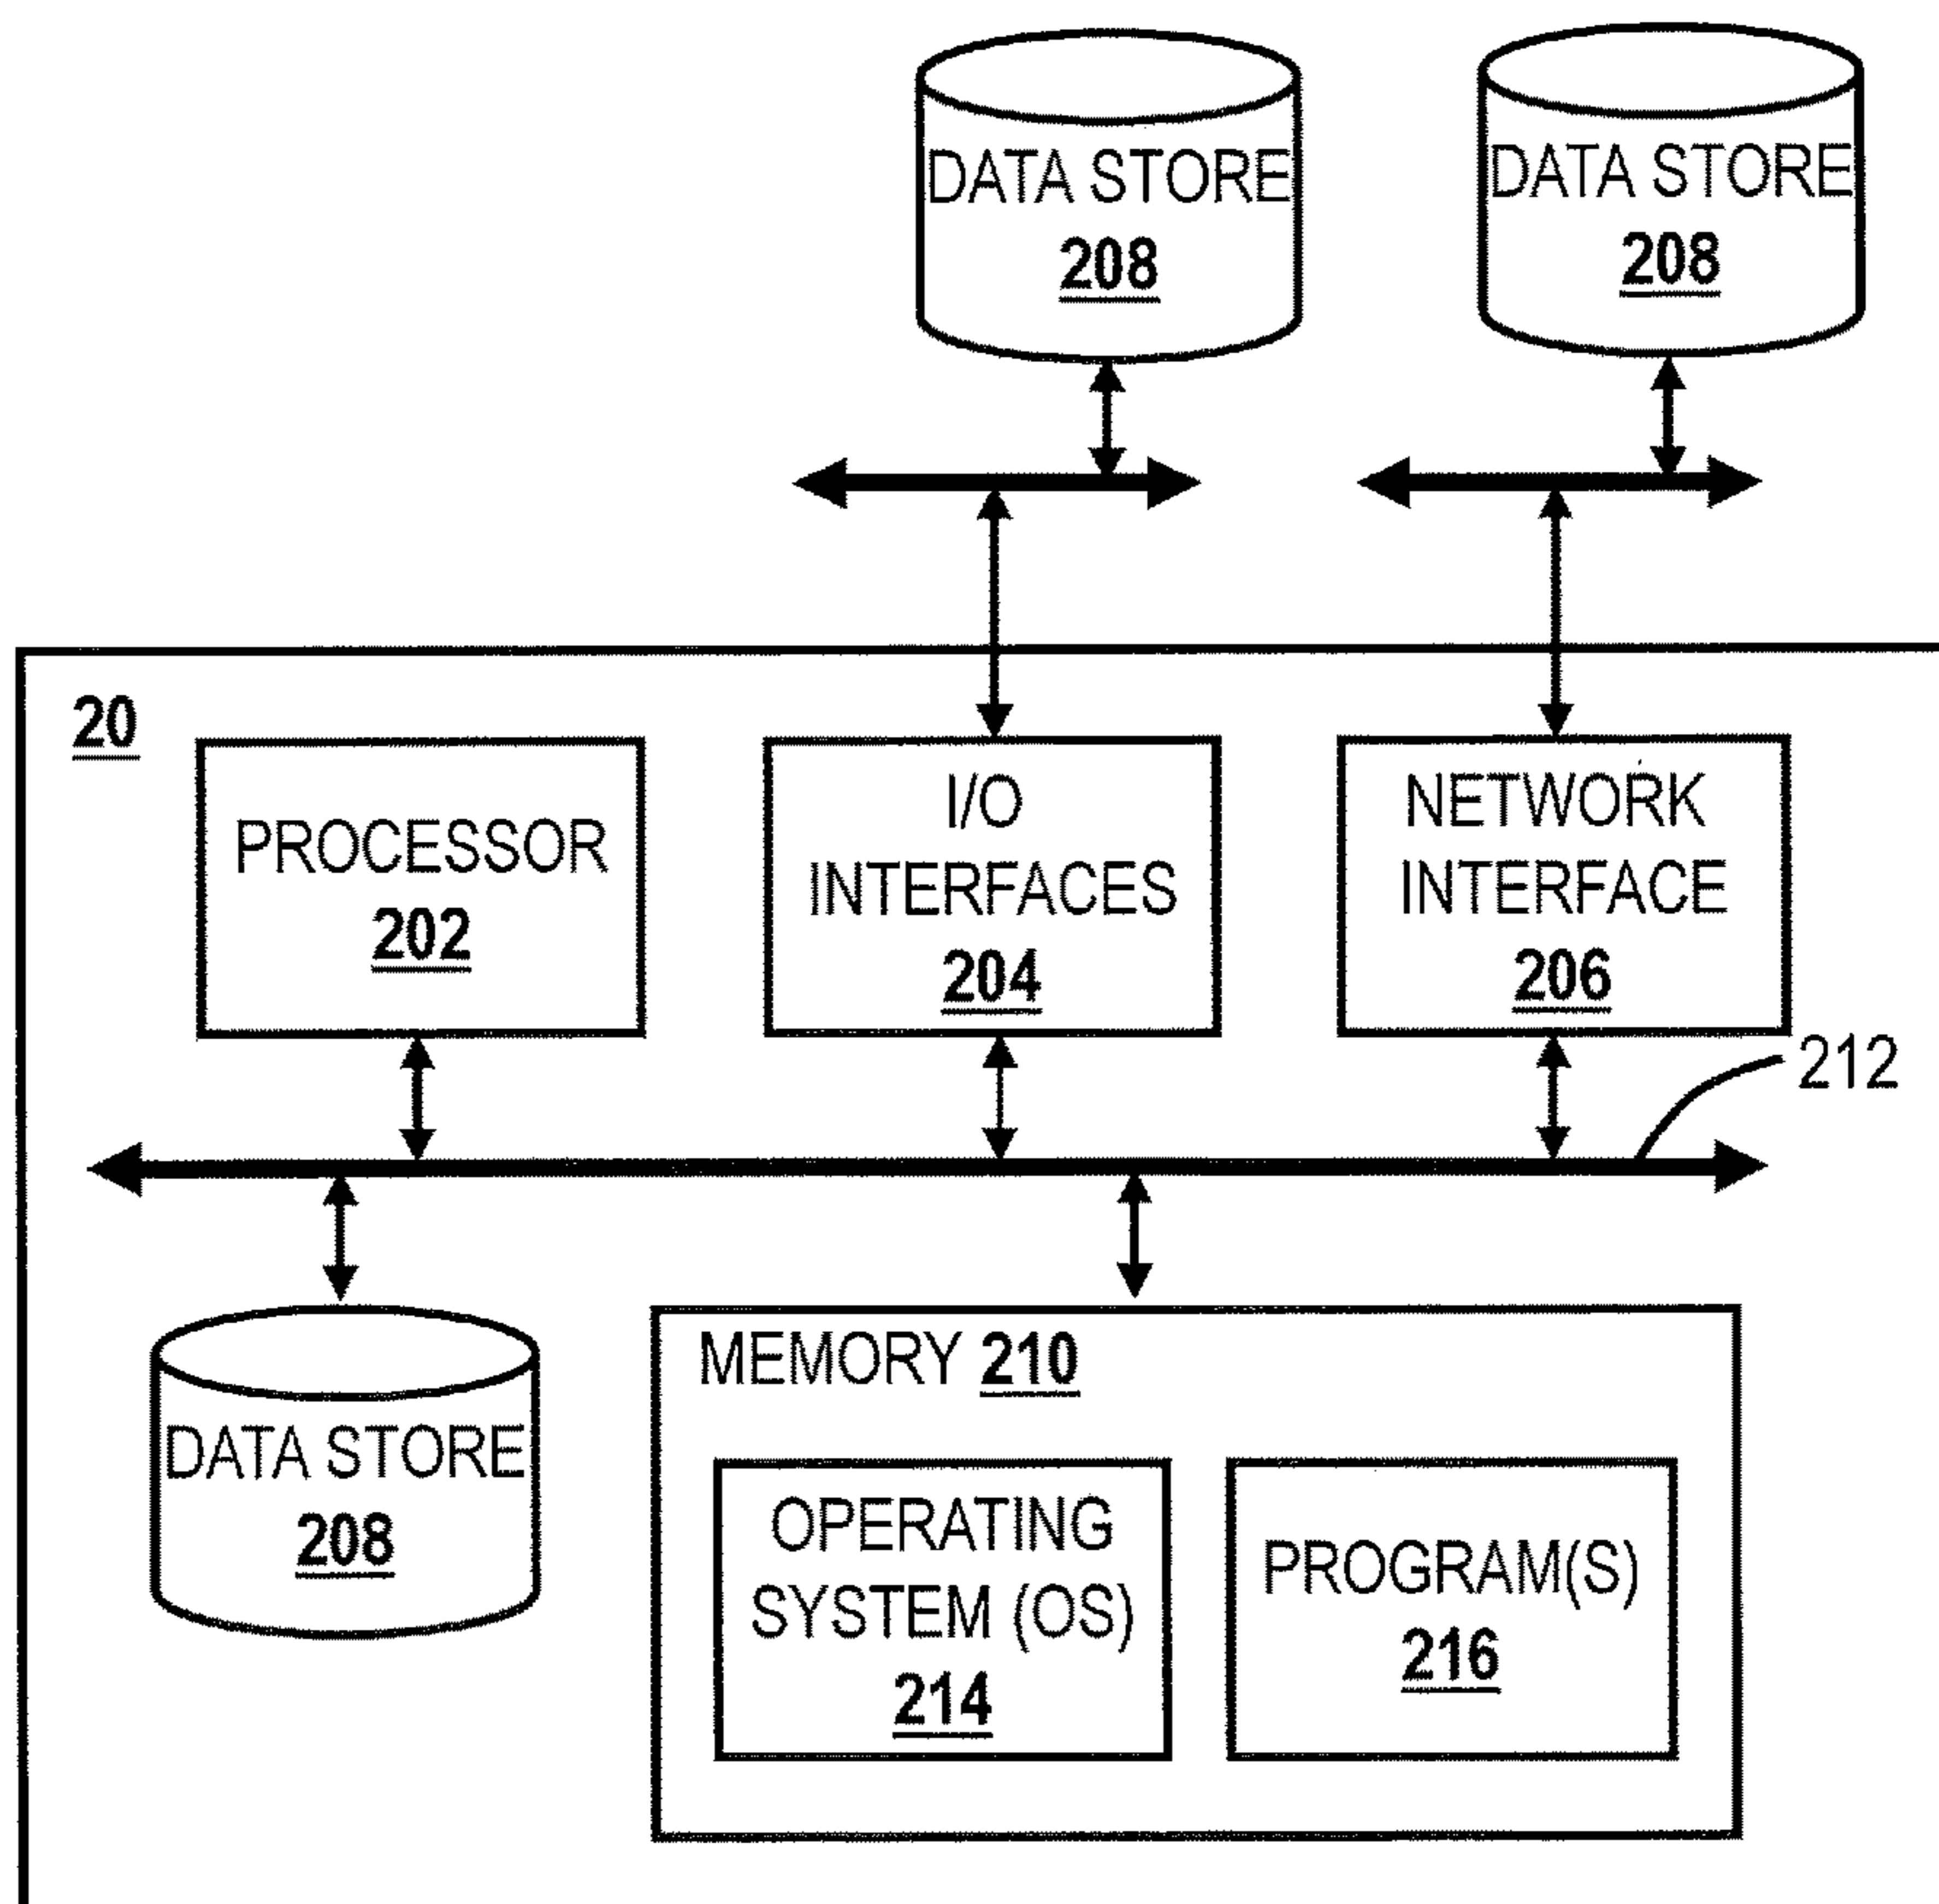 DATA STORE
208
DATA STORE
208
20
PROCESSOR
202
I/O
INTERFACES
204
NETWORK
INTERFACE
206
212
DATA STORE
208
MEMORY 210
OPERATING
SYSTEM (OS)
214
PROGRAM(S)
216